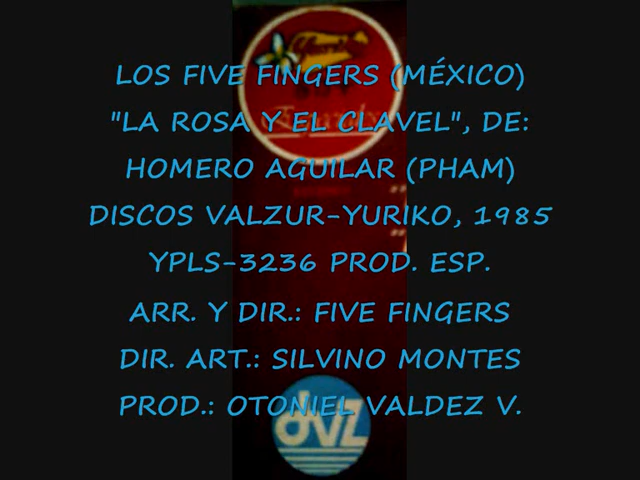 LOS FIVE FINGERS (MÉXICO)
"LA ROSA Y EL CLAVEL", DE:
HOMERO AGUILAR (PHAM)
DISCOS VALZUR-YURIKO, 1985
YPLS-3236 PROD. ESP.
ARR. Y DIR.: FIVE FINGERS
DIR. ART.: SILVINO MONTES
PROD.: OTONIEL VALDEZ V.
dvz